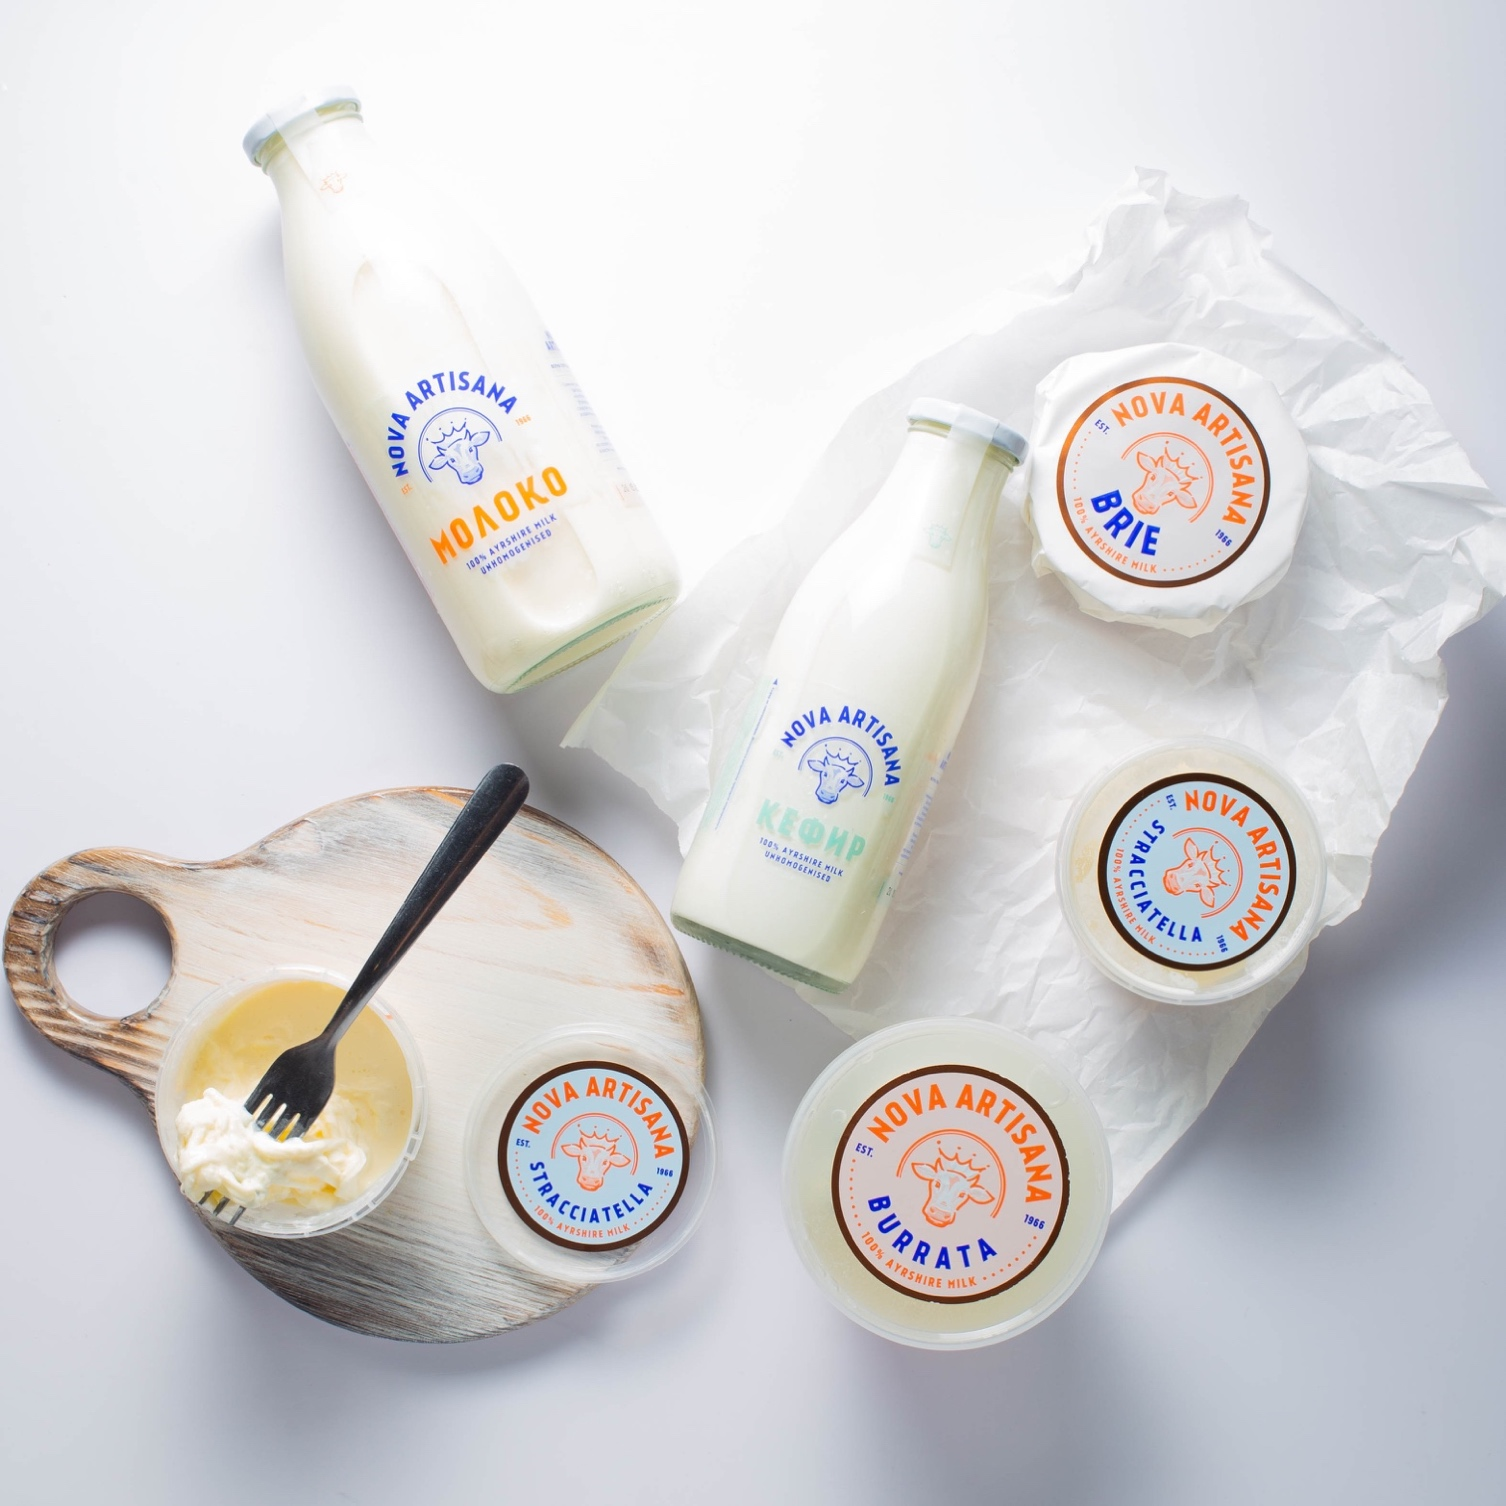 NOVA ARTISANA
EST. 1966
МОЛОКО
100% AYRSHIRE MILK
UNHOMOGENISED
NOVA ARTISANA
EST. 1966
BRIE
100% AYRSHIRE MILK
NOVA ARTISANA
1966
КЕФИР
100% AYRSHIRE MILK
UNHOMOGENISED
NOVA ARTISANA
EST. 1966
STRACCIATELLA
100% AYRSHIRE MILK
NOVA ARTISANA
EST. 1966
STRACCIATELLA
100% AYRSHIRE MILK
NOVA ARTISANA
EST. 1966
BURRATA
100% AYRSHIRE MILK